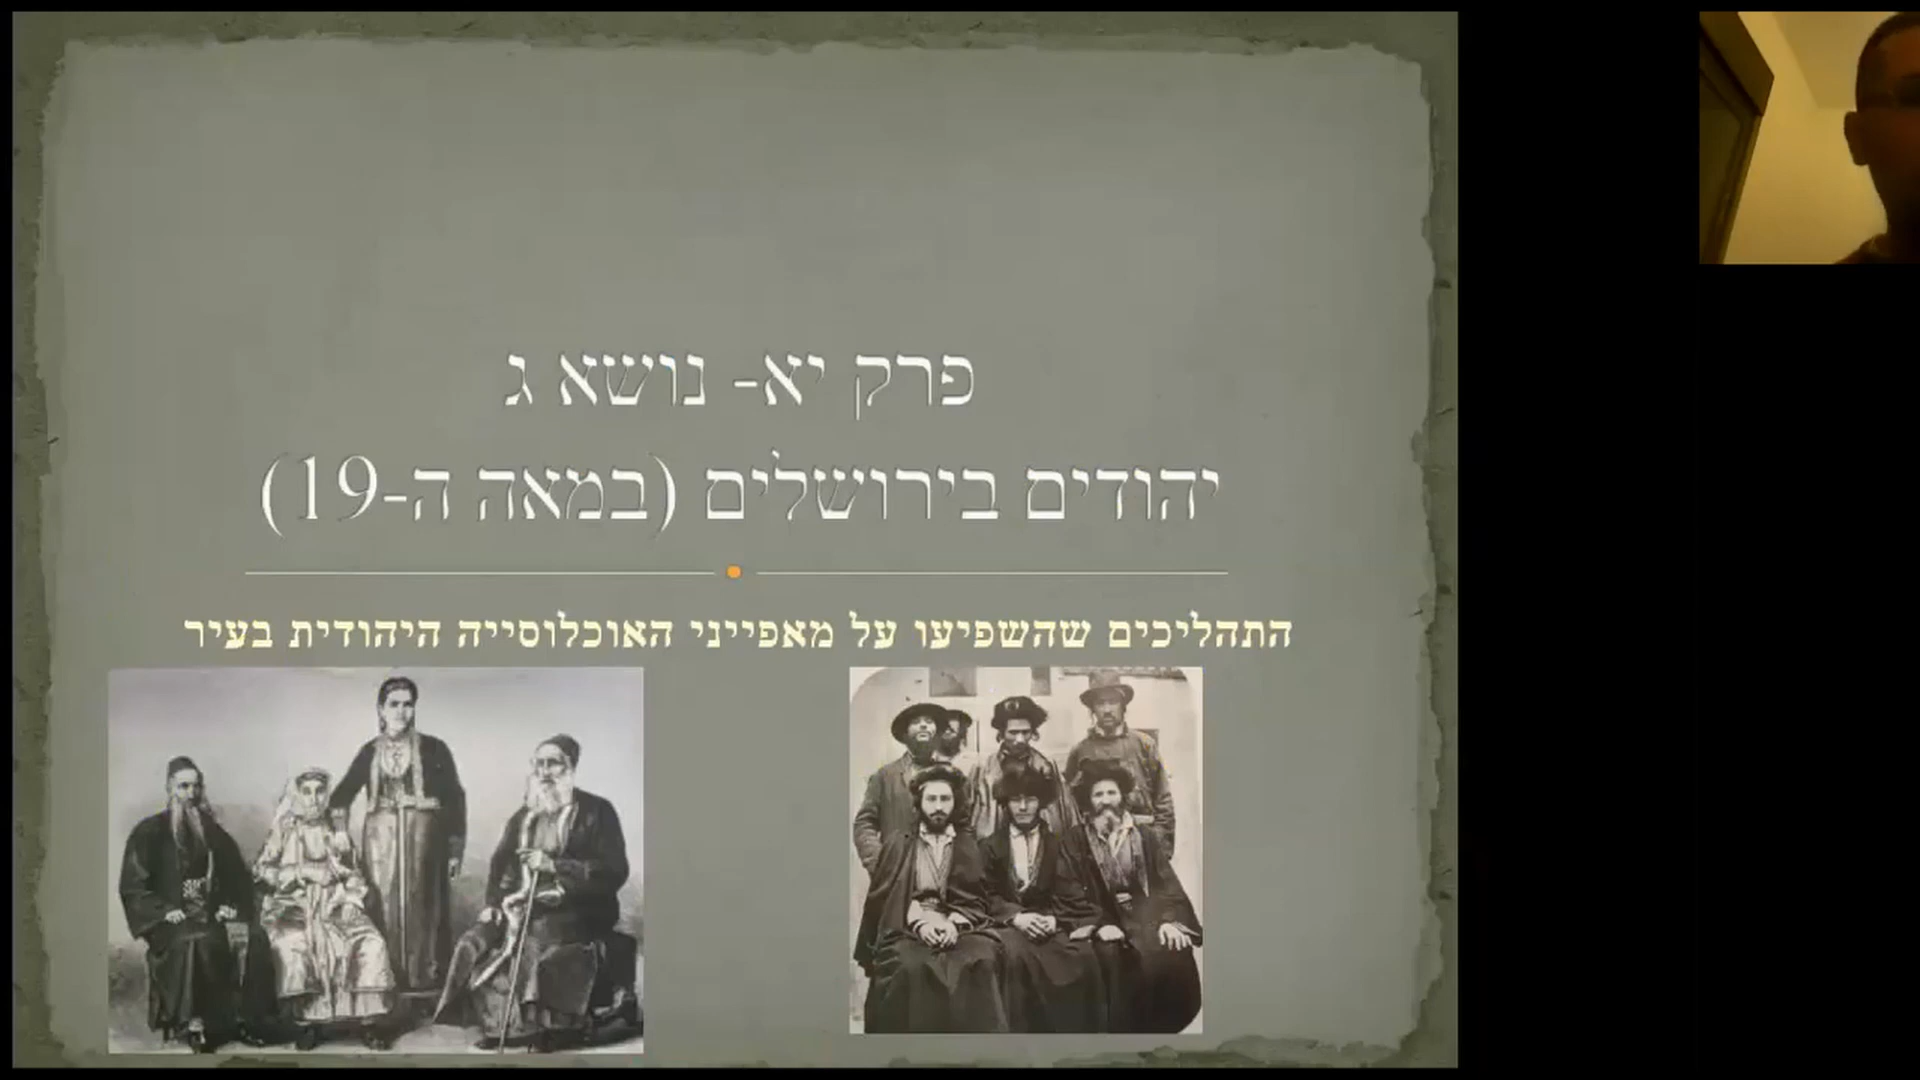 פרק יא- נושא ג
יהודים בירושלים (במאה ה-19)
התהליכים שהשפיעו על מאפייני האוכלוסייה היהודית בעיר